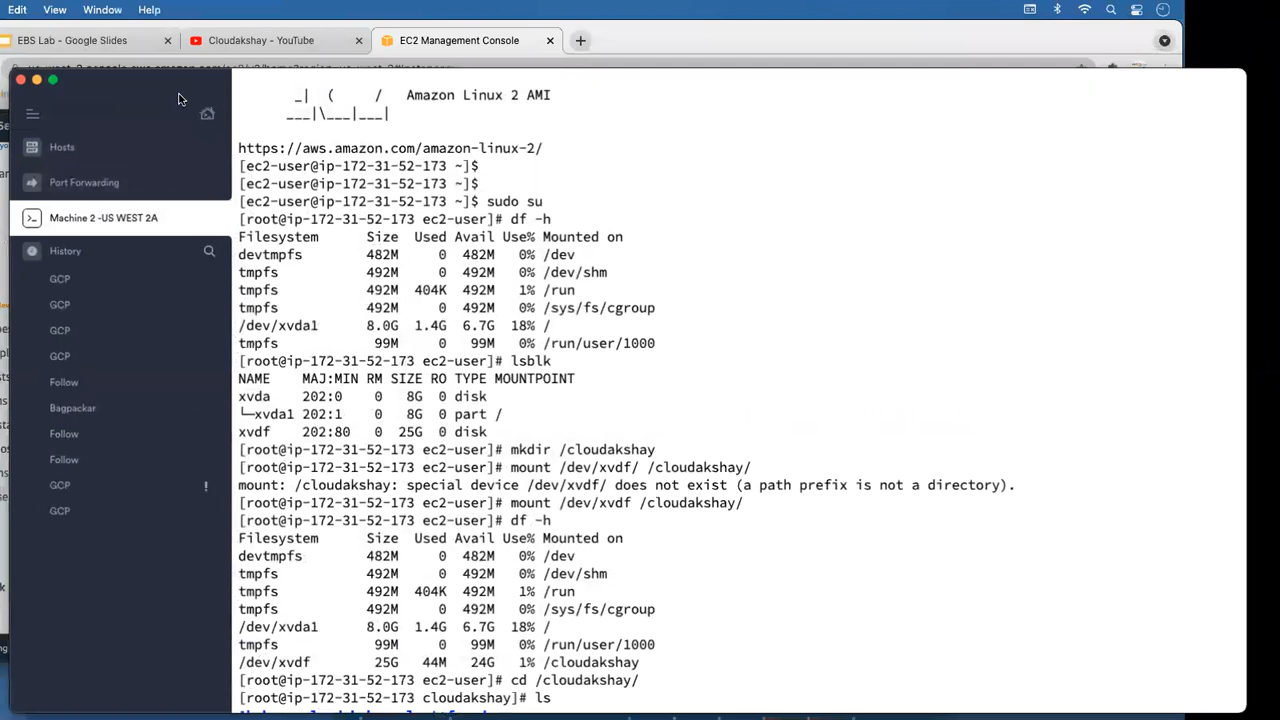 Edit View Window Help
EBS Lab - Google Slides × Cloudakshay - YouTube × EC2 Management Console × +
_| ( / Amazon Linux 2 AMI
___|\___|___|
https://aws.amazon.com/amazon-linux-2/
[ec2-user@ip-172-31-52-173 ~]$
[ec2-user@ip-172-31-52-173 ~]$
[ec2-user@ip-172-31-52-173 ~]$ sudo su
[root@ip-172-31-52-173 ec2-user]# df -h
Filesystem Size Used Avail Use% Mounted on
devtmpfs 482M 0 482M 0% /dev
tmpfs 492M 0 492M 0% /dev/shm
tmpfs 492M 404K 492M 1% /run
tmpfs 492M 0 492M 0% /sys/fs/cgroup
/dev/xvda1 8.0G 1.4G 6.7G 18% /
tmpfs 99M 0 99M 0% /run/user/1000
[root@ip-172-31-52-173 ec2-user]# lsblk
NAME MAJ:MIN RM SIZE RO TYPE MOUNTPOINT
xvda 202:0 0 8G 0 disk
└─xvda1 202:1 0 8G 0 part /
xvdf 202:80 0 25G 0 disk
[root@ip-172-31-52-173 ec2-user]# mkdir /cloudakshay
[root@ip-172-31-52-173 ec2-user]# mount /dev/xvdf/ /cloudakshay/
mount: /cloudakshay: special device /dev/xvdf/ does not exist (a path prefix is not a directory).
[root@ip-172-31-52-173 ec2-user]# mount /dev/xvdf /cloudakshay/
[root@ip-172-31-52-173 ec2-user]# df -h
Filesystem Size Used Avail Use% Mounted on
devtmpfs 482M 0 482M 0% /dev
tmpfs 492M 0 492M 0% /dev/shm
tmpfs 492M 404K 492M 1% /run
tmpfs 492M 0 492M 0% /sys/fs/cgroup
/dev/xvda1 8.0G 1.4G 6.7G 18% /
tmpfs 99M 0 99M 0% /run/user/1000
/dev/xvdf 25G 44M 24G 1% /cloudakshay
[root@ip-172-31-52-173 ec2-user]# cd /cloudakshay/
[root@ip-172-31-52-173 cloudakshay]# ls
Hosts
Port Forwarding
Machine 2 -US WEST 2A
History
GCP
GCP
GCP
GCP
Follow
Bagpackar
Follow
Follow
GCP !
GCP